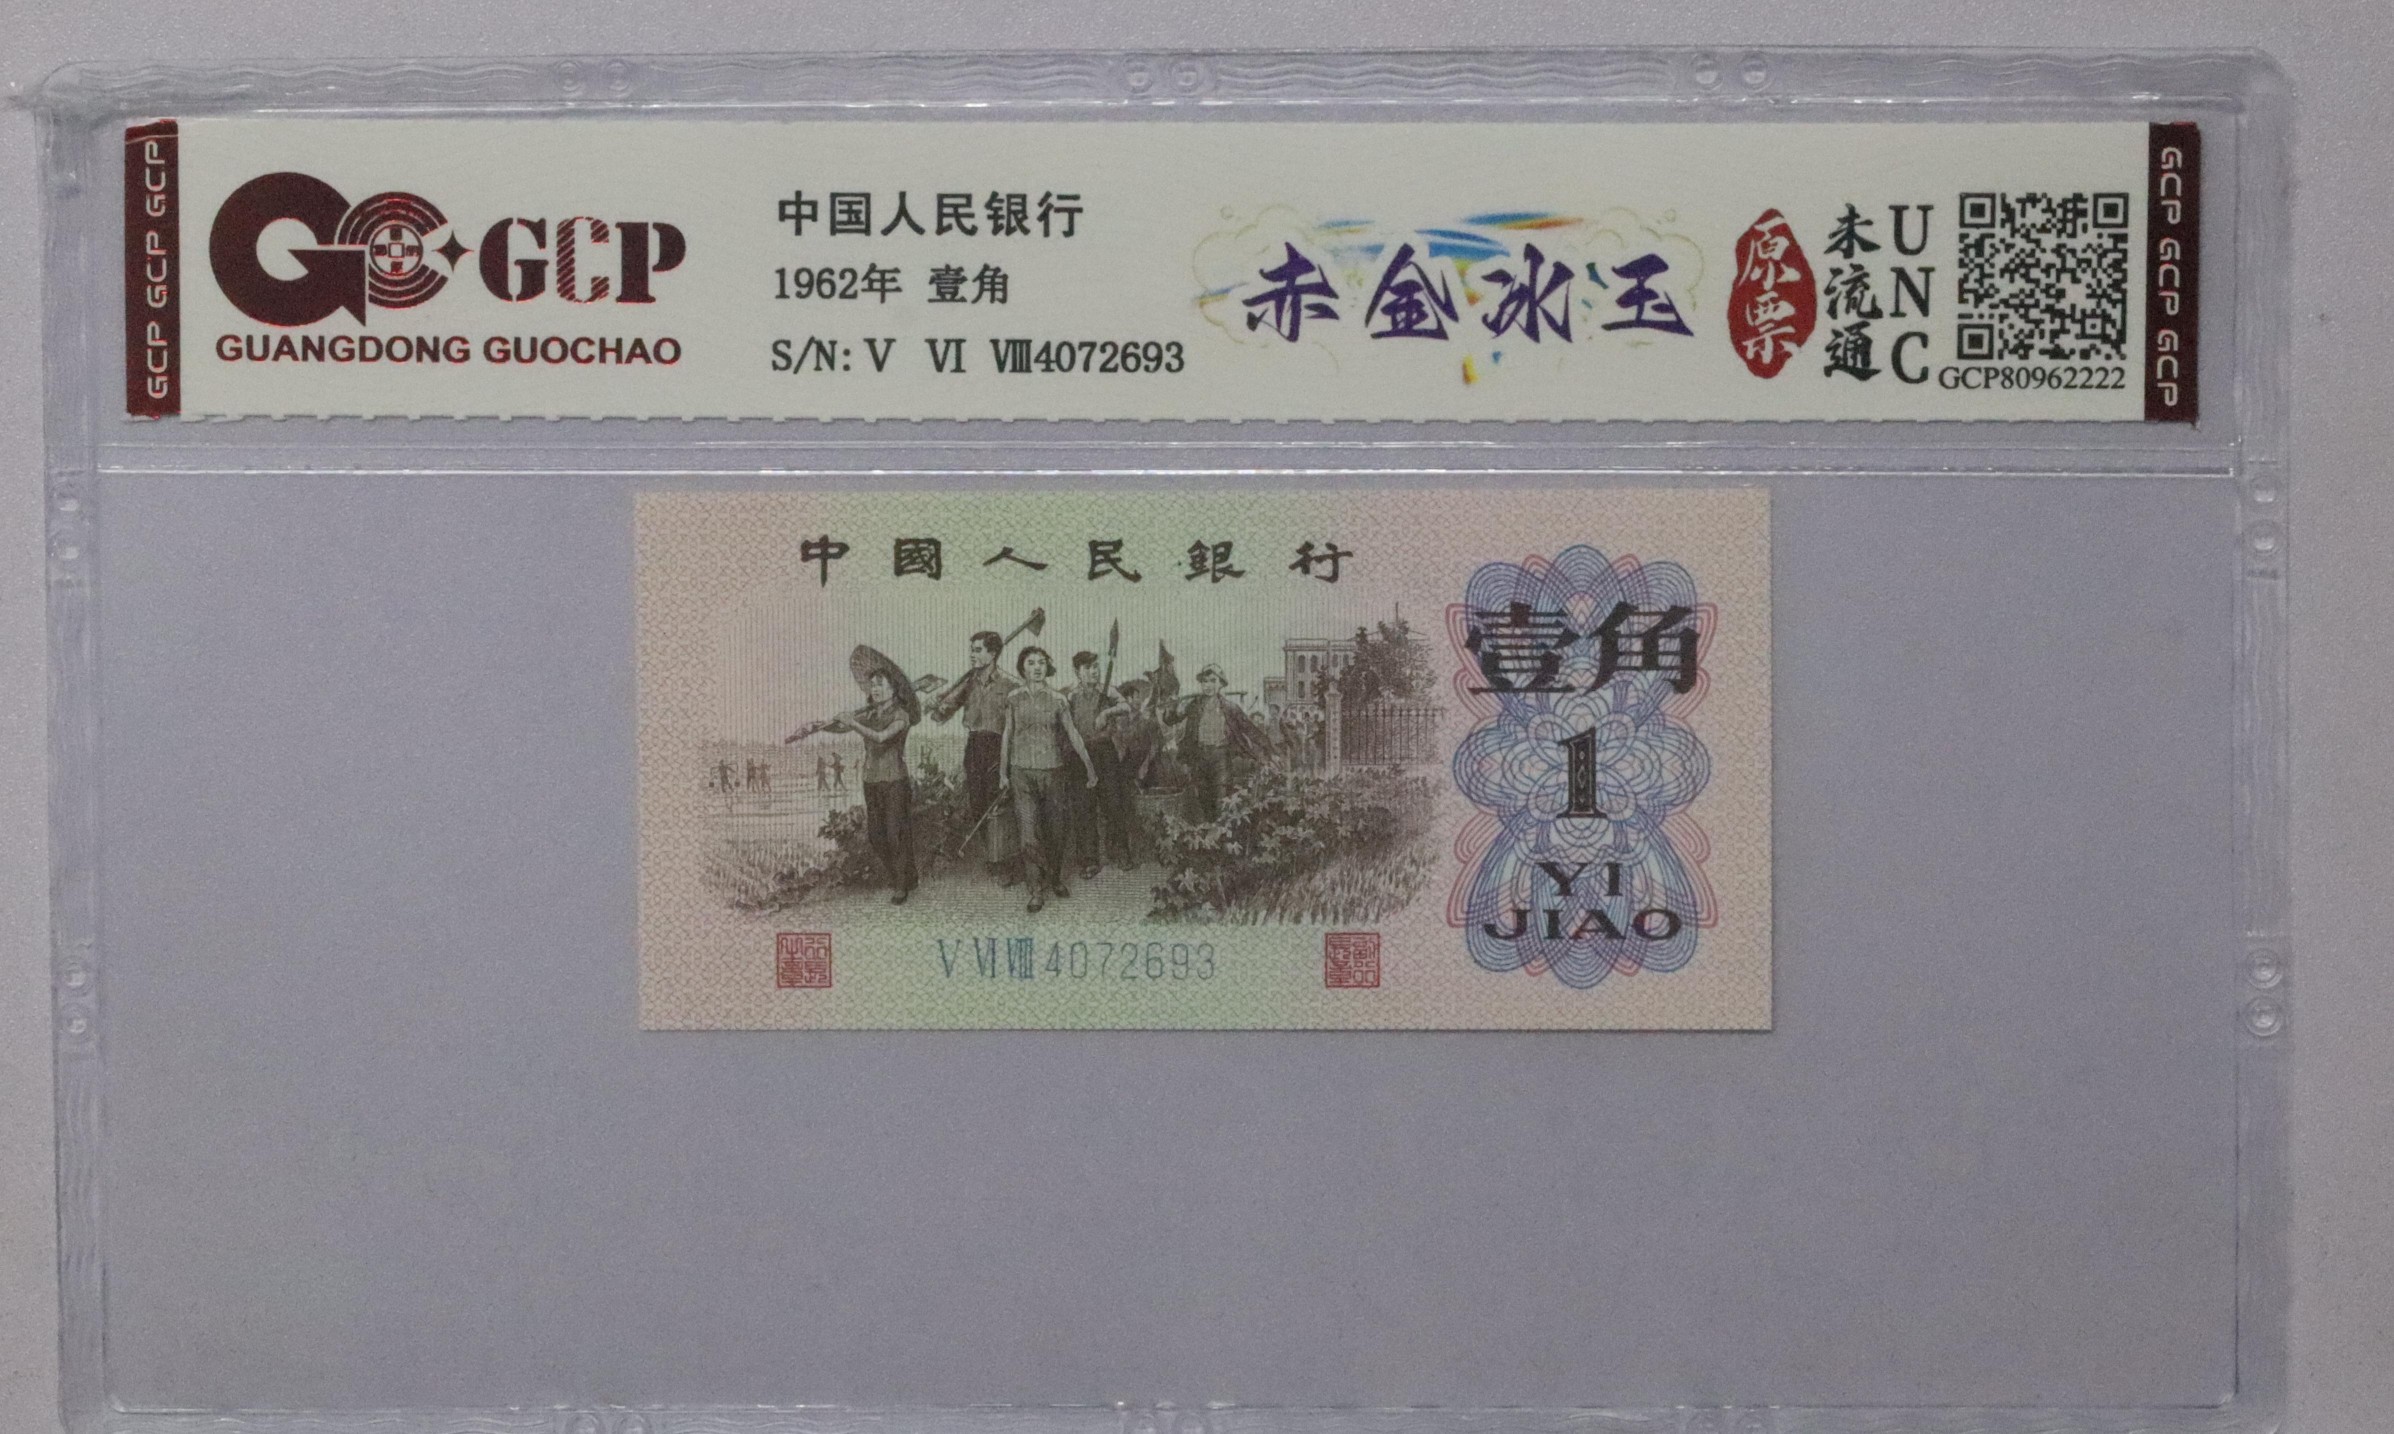 GCP GCP GCP
GCP
GUANGDONG GUOCHAO
中国人民银行
1962年 壹角
S/N: Ⅴ Ⅵ Ⅷ4072693
赤金冰玉
原票
未流通
UNC
GCP80962222
GCP GCP GCP
中國人民銀行
壹角
1
YI
JIAO
Ⅴ Ⅵ Ⅷ 4072693